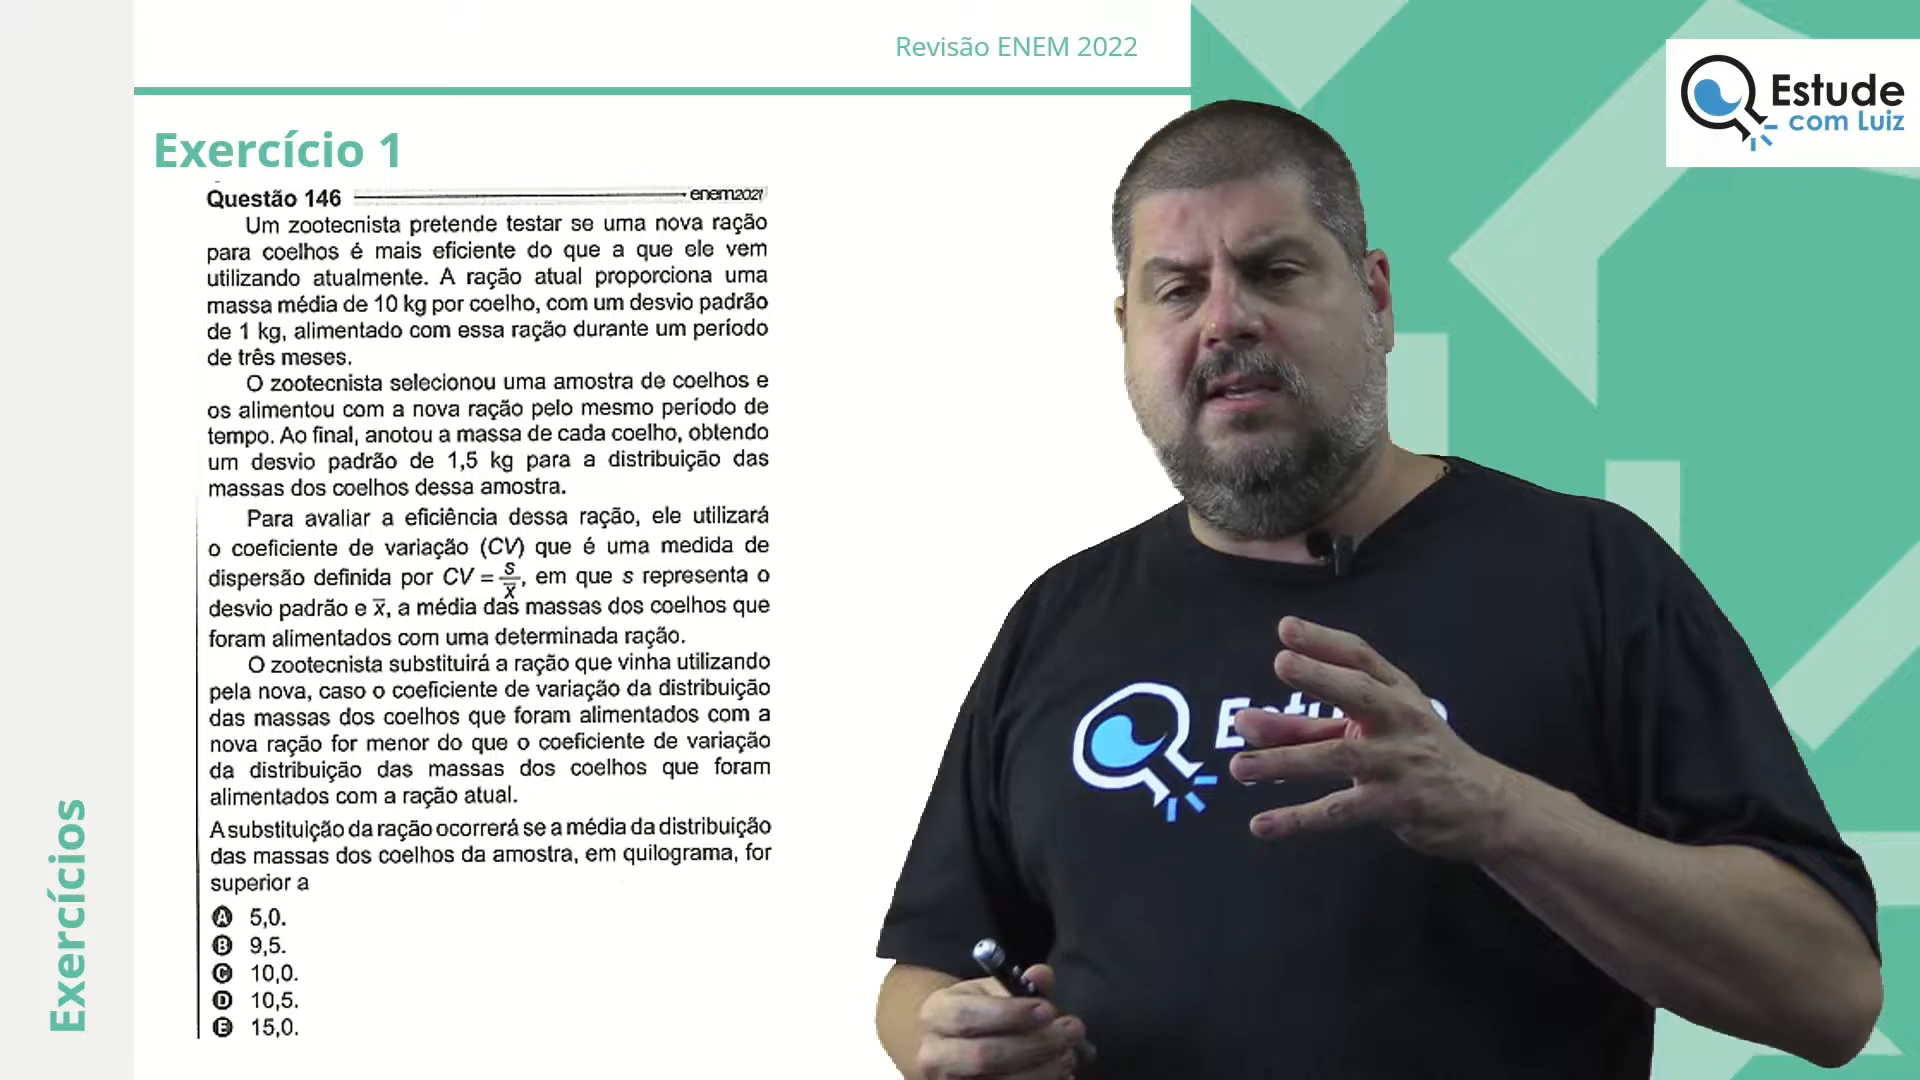 Revisão ENEM 2022
Estude
com Luiz
Exercício 1
Questão 146
enem2021
Um zootecnista pretende testar se uma nova ração
para coelhos é mais eficiente do que a que ele vem
utilizando atualmente. A ração atual proporciona uma
massa média de 10 kg por coelho, com um desvio padrão
de 1 kg, alimentado com essa ração durante um período
de três meses.
O zootecnista selecionou uma amostra de coelhos e
os alimentou com a nova ração pelo mesmo período de
tempo. Ao final, anotou a massa de cada coelho, obtendo
um desvio padrão de 1,5 kg para a distribuição das
massas dos coelhos dessa amostra.
Para avaliar a eficiência dessa ração, ele utilizará
o coeficiente de variação (CV) que é uma medida de
dispersão definida por CV = s/x̄, em que s representa o
desvio padrão e x̄, a média das massas dos coelhos que
foram alimentados com uma determinada ração.
O zootecnista substituirá a ração que vinha utilizando
pela nova, caso o coeficiente de variação da distribuição
das massas dos coelhos que foram alimentados com a
nova ração for menor do que o coeficiente de variação
da distribuição das massas dos coelhos que foram
alimentados com a ração atual.
A substituição da ração ocorrerá se a média da distribuição
das massas dos coelhos da amostra, em quilograma, for
superior a
A 5,0.
B 9,5.
C 10,0.
D 10,5.
E 15,0.
Exercícios